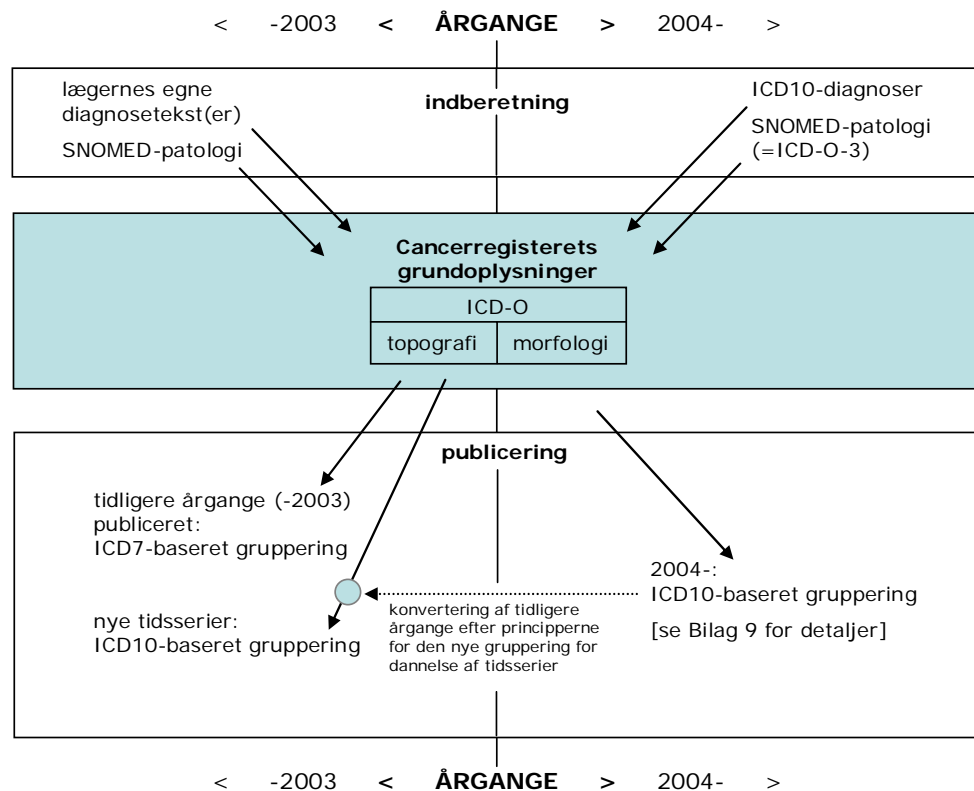 < -2003 < ÅRGANGE > 2004- >
lægernes egne
diagnosetekst(er)
SNOMED-patologi
indberetning
ICD10-diagnoser
SNOMED-patologi
(=ICD-O-3)
Cancerregisterets
grundoplysninger
ICD-O
topografi morfologi
publicering
tidligere årgange (-2003)
publiceret:
ICD7-baseret gruppering
nye tidsserier:
ICD10-baseret gruppering
konvertering af tidligere
årgange efter principperne
for den nye gruppering for
dannelse af tidsserier
2004-:
ICD10-baseret gruppering
[se Bilag 9 for detaljer]
< -2003 < ÅRGANGE > 2004- >